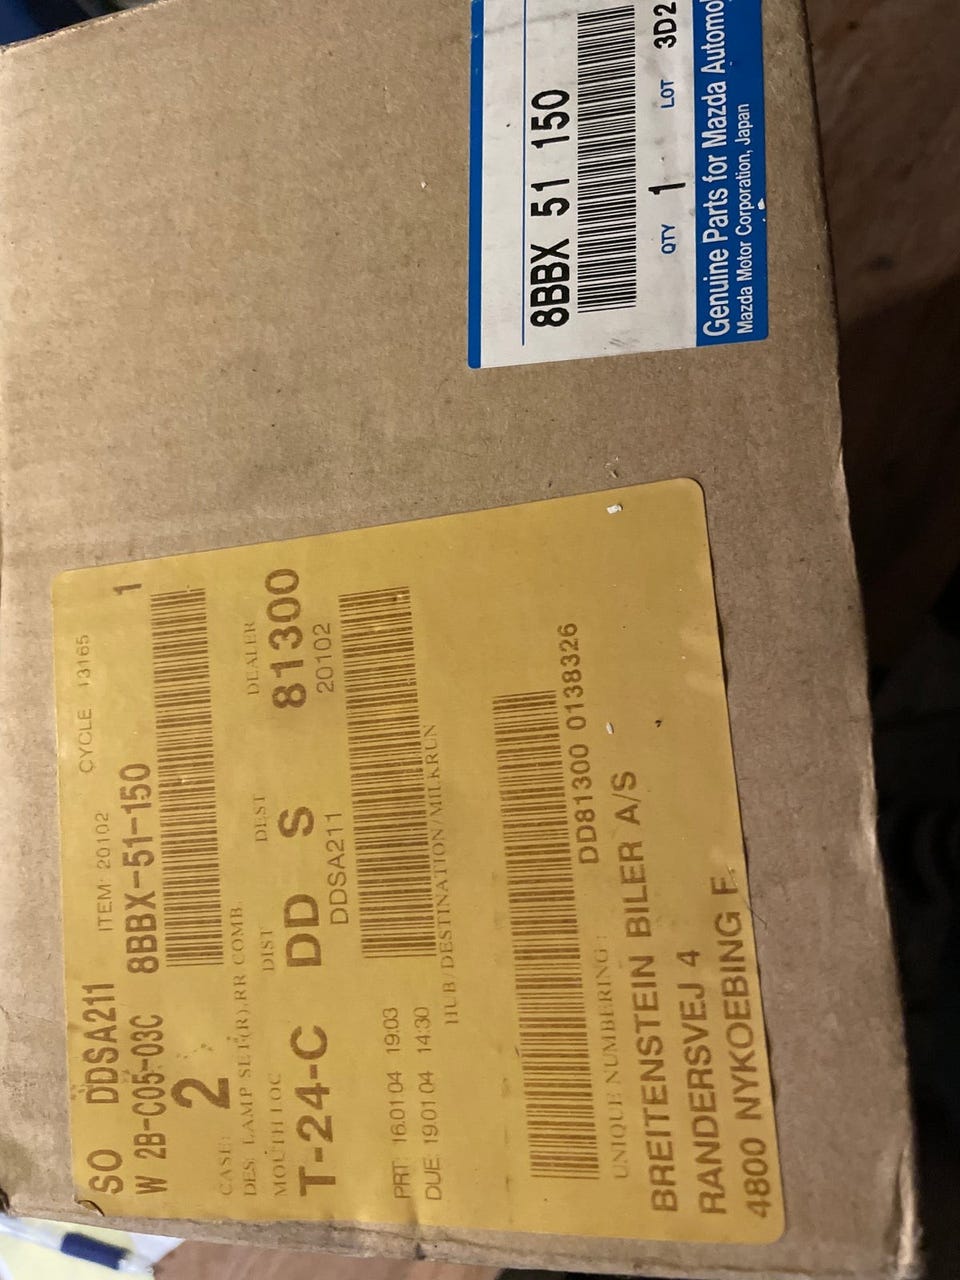 SO DDSA211 ITEM: 20102 CYCLE 13165
W 2B-C05-03C 8BBX-51-150 1
2
CASE:
DES: LAMP SET(R),RR COMB.
MOUTH LOC DIST DEST DEALER
T-24-C DD S 81300
DDSA211 20102
PRT: 16.01.04 19.03
DUE: 19.01.04 14:30
HUB/DESTINATION/MILKRUN
DD81300 0138326
UNIQUE NUMBERING:
BREITENSTEIN BILER A/S
RANDERSVEJ 4
4800 NYKOEBING F.
8BBX 51 150
QTY 1 LOT 3D2
Genuine Parts for Mazda Automo
Mazda Motor Corporation, Japan